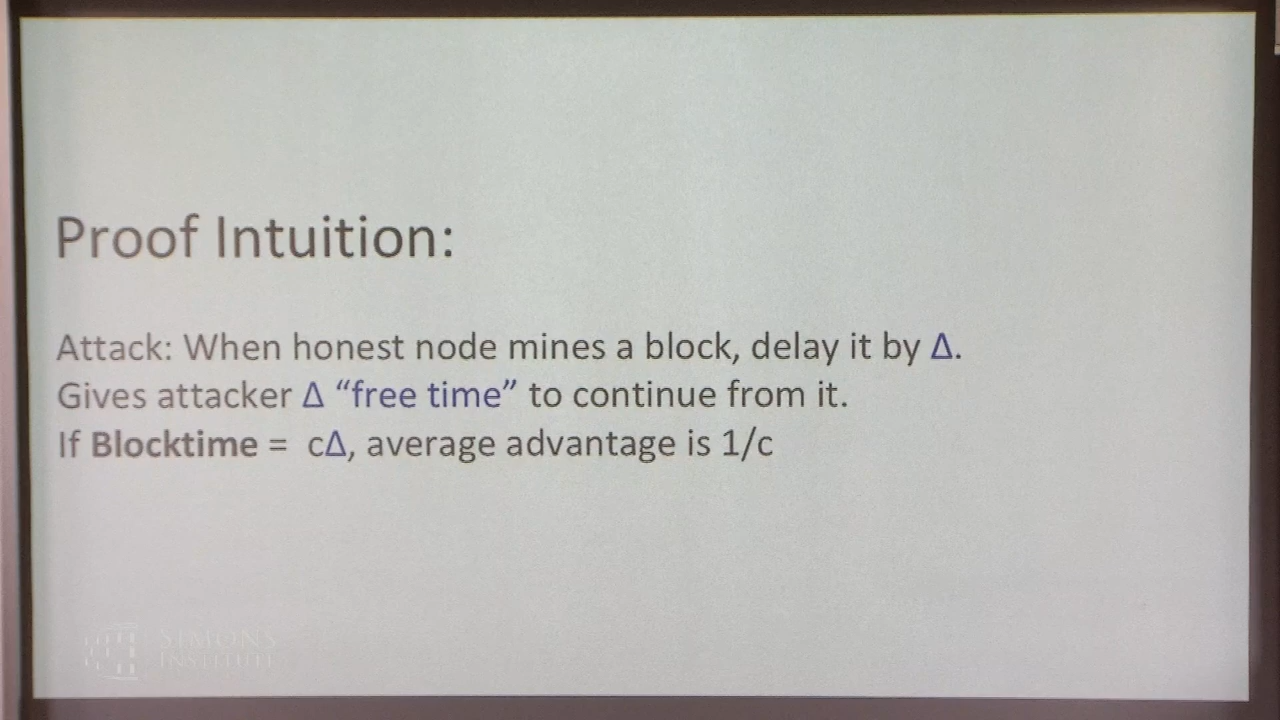 Proof Intuition:
Attack: When honest node mines a block, delay it by Δ.
Gives attacker Δ “free time” to continue from it.
If Blocktime = cΔ, average advantage is 1/c
SIMONS
INSTITUTE